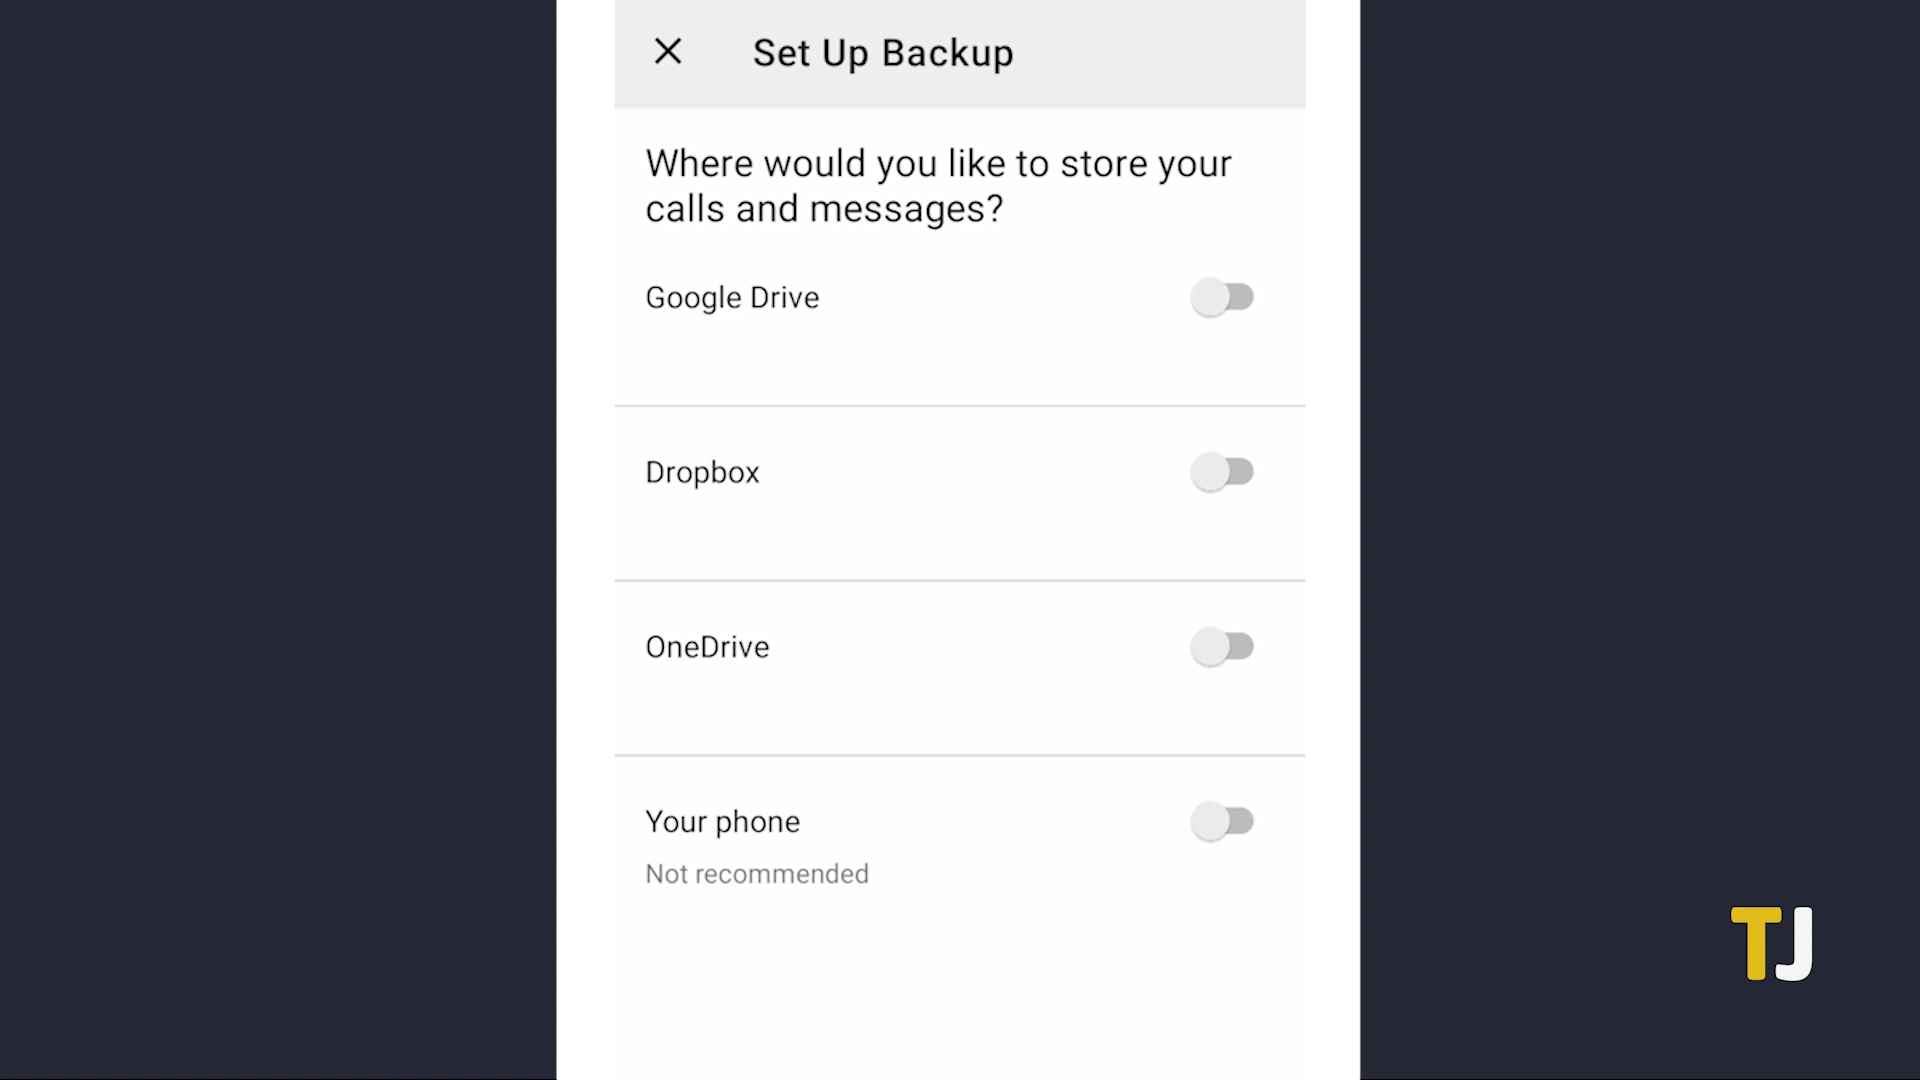 Set Up Backup
Where would you like to store your
calls and messages?
Google Drive
Dropbox
OneDrive
Your phone
Not recommended
TJ